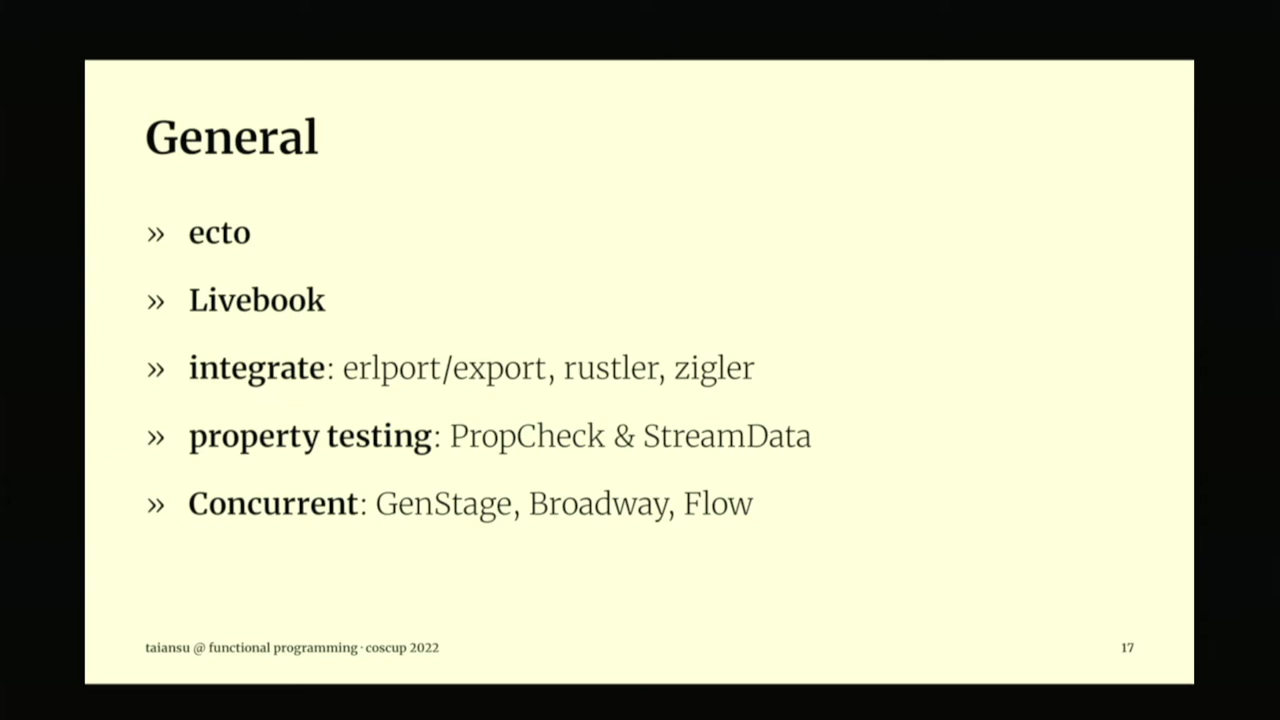 General
» ecto
» Livebook
» integrate: erlport/export, rustler, zigler
» property testing: PropCheck & StreamData
» Concurrent: GenStage, Broadway, Flow
taiansu @ functional programming · coscup 2022
17